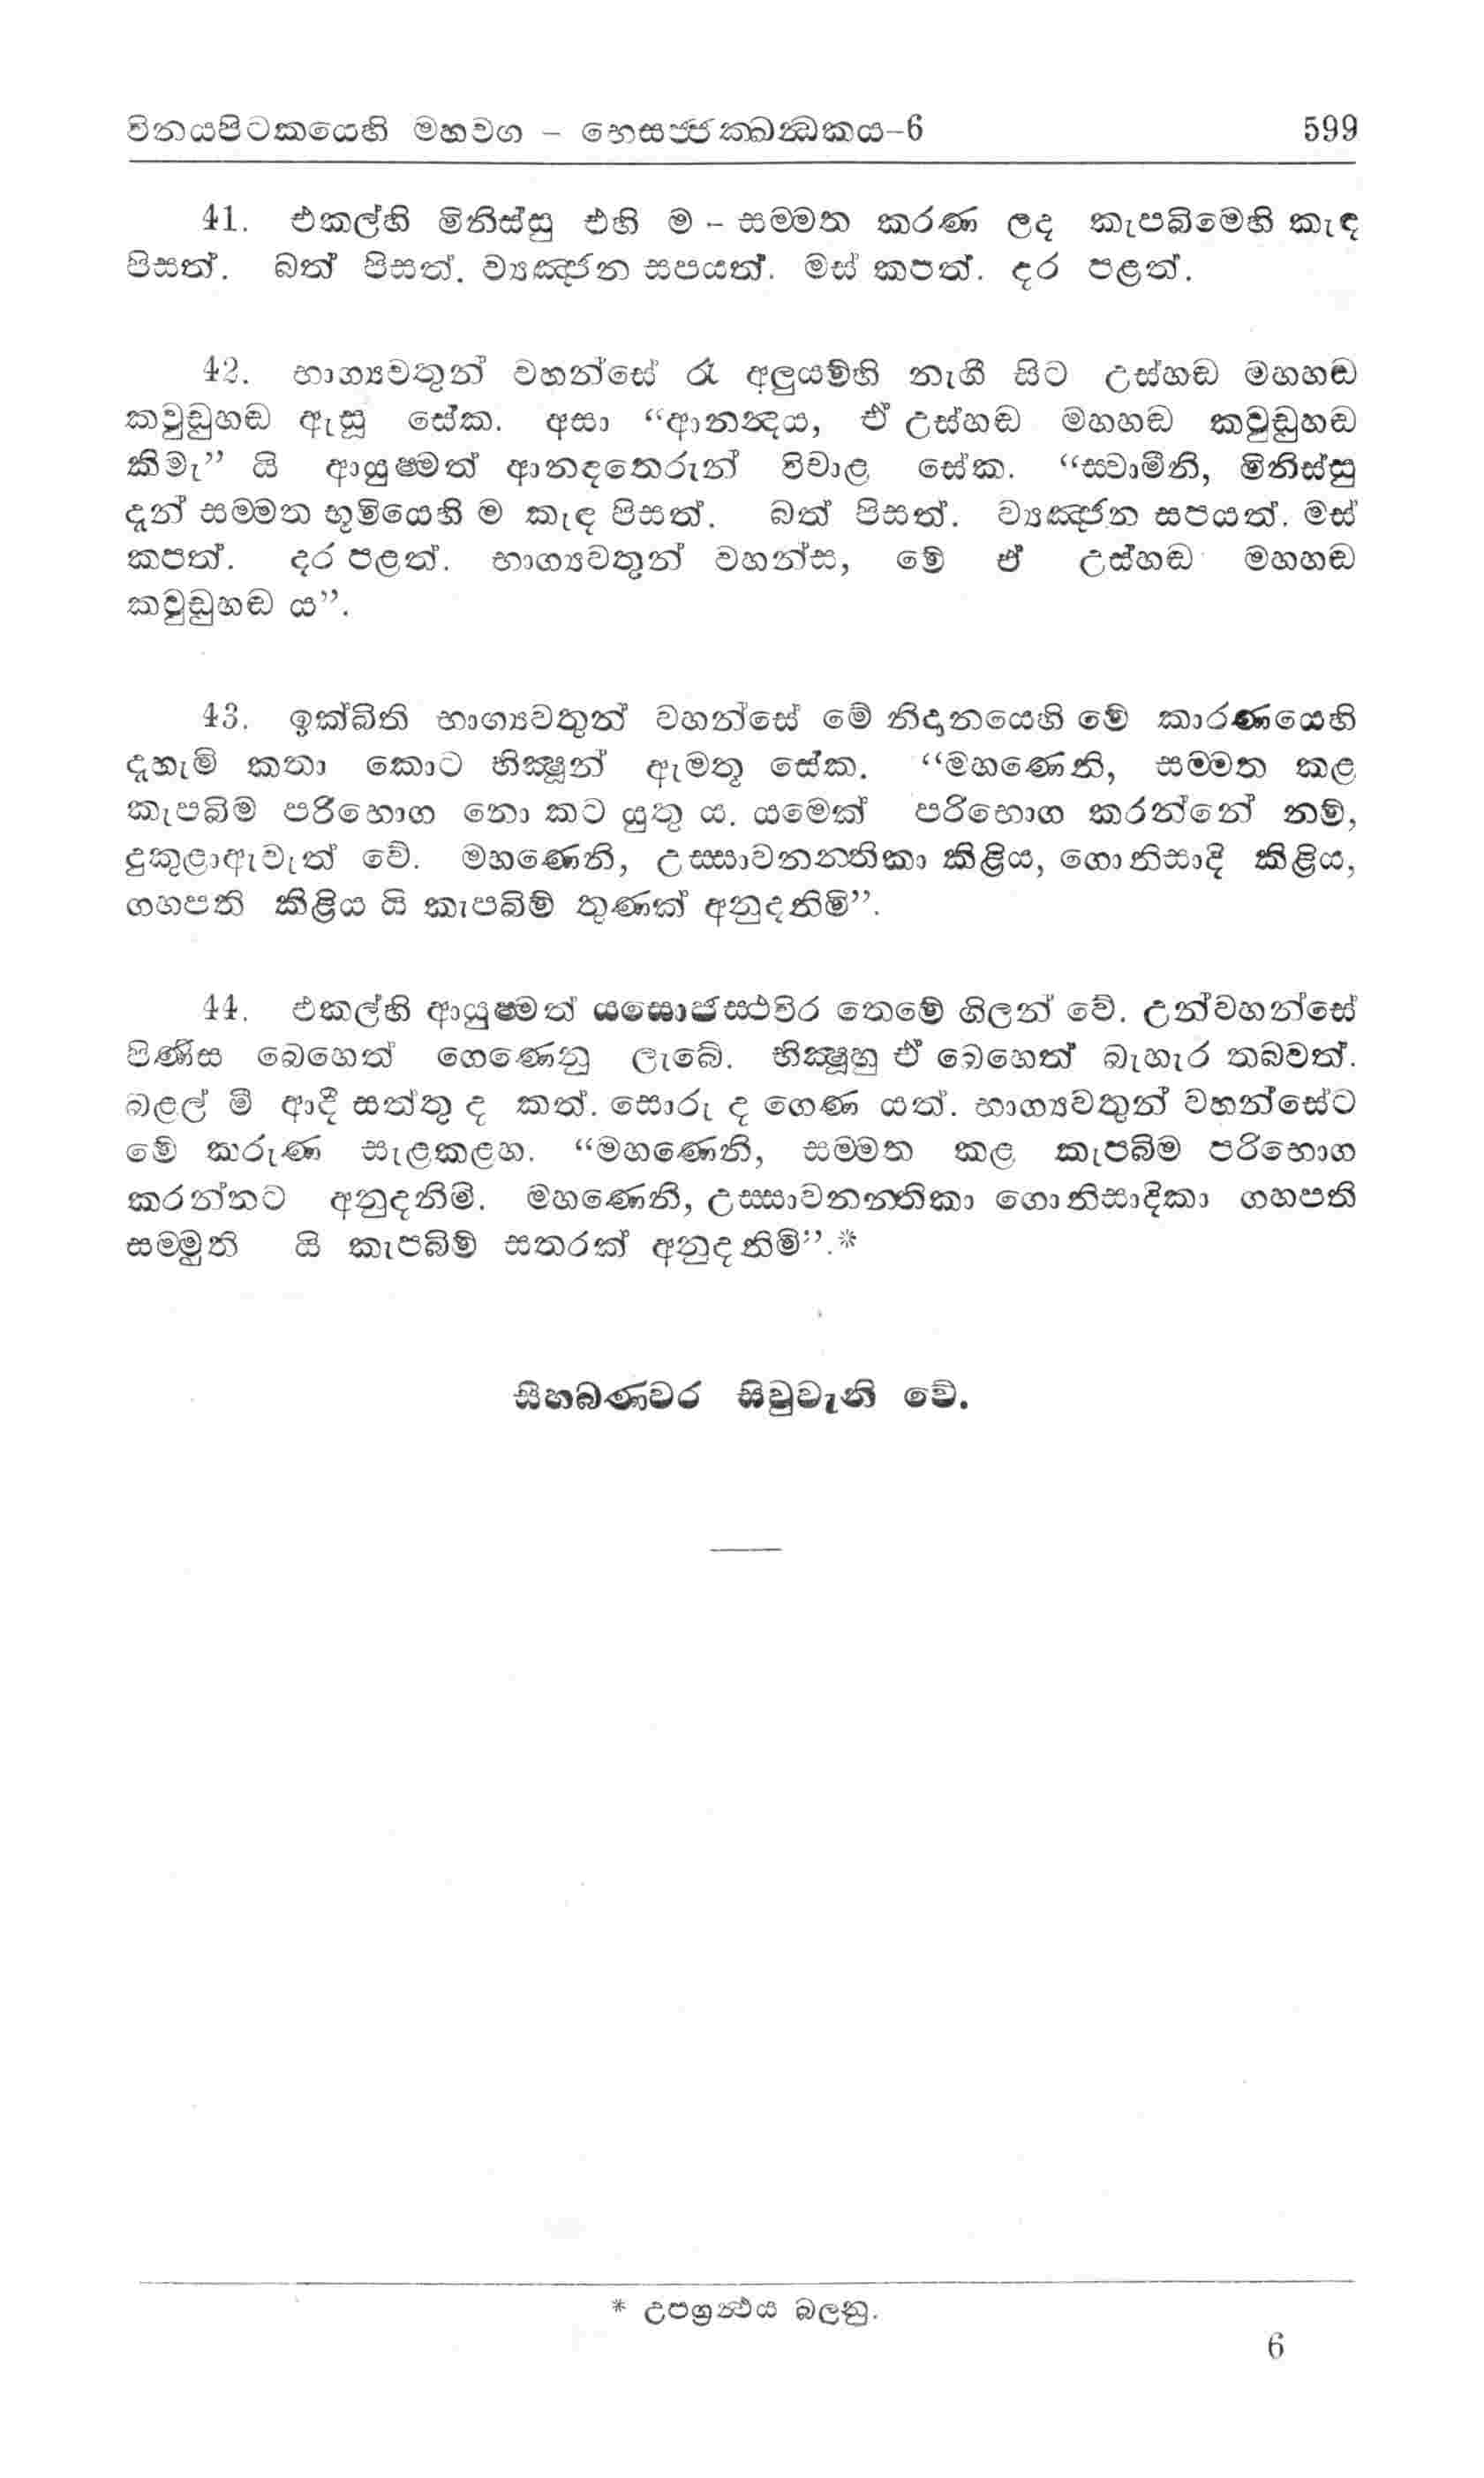 විනයපිටකයෙහි මහවග - භෙසජ්ජක්ඛන්ධකය-6 599
41. එකල්හි මිනිස්සු එහි ම - සම්මත කරණ ලද කැපබිමෙහි කැඳ
පිසත්. බත් පිසත්. ව්‍යඤ්ජන සපයත්. මස් කපත්. දර පළත්.
42. භාග්‍යවතුන් වහන්සේ රෑ අලුයම්හි නැගී සිට උස්හඬ මහහඬ
කවුඩුහඬ ඇසූ සේක. අසා “ආනන්දය, ඒ උස්හඬ මහහඬ කවුඩුහඬ
කිමැ” යි ආයුෂ්මත් ආනඳතෙරුන් විචාළ සේක. “ස්වාමීනි, මිනිස්සු
දැන් සම්මත භූමියෙහි ම කැඳ පිසත්. බත් පිසත්. ව්‍යඤ්ජන සපයත්. මස්
කපත්. දර පළත්. භාග්‍යවතුන් වහන්ස, මේ ඒ උස්හඬ මහහඬ
කවුඩුහඬ ය”.
43. ඉක්බිති භාග්‍යවතුන් වහන්සේ මේ නිදානයෙහි මේ කාරණයෙහි
දැහැමි කතා කොට භික්‍ෂූන් ඇමතූ සේක. “මහණෙනි, සම්මත කළ
කැපබිම පරිභොග නො කට යුතු ය. යමෙක් පරිභොග කරන්නේ නම්,
දුකුළාඇවැත් වේ. මහණෙනි, උස්සාවනන්තිකා කිළිය, ගොනිසාදි කිළිය,
ගහපති කිළිය යි කැපබිම් තුණක් අනුදනිමි”.
44. එකල්හි ආයුෂ්මත් යසොජස්ථවිර තෙමේ ගිලන් වේ. උන්වහන්සේ
පිණිස බෙහෙත් ගෙණෙනු ලැබේ. භික්‍ෂූහු ඒ බෙහෙත් බැහැර තබවත්.
බළල් මී ආදී සත්තු ද කත්. සොරු ද ගෙණ යත්. භාග්‍යවතුන් වහන්සේට
මේ කරුණ සැළකළහ. “මහණෙනි, සම්මත කළ කැපබිම පරිභොග
කරන්නට අනුදනිමි. මහණෙනි, උස්සාවනන්තිකා ගොනිසාදිකා ගහපති
සම්මුති යි කැපබිම් සතරක් අනුදනිමි”.*
සිහබණවර සිවුවැනි වේ.
* උපග්‍රන්ථය බලනු.
6